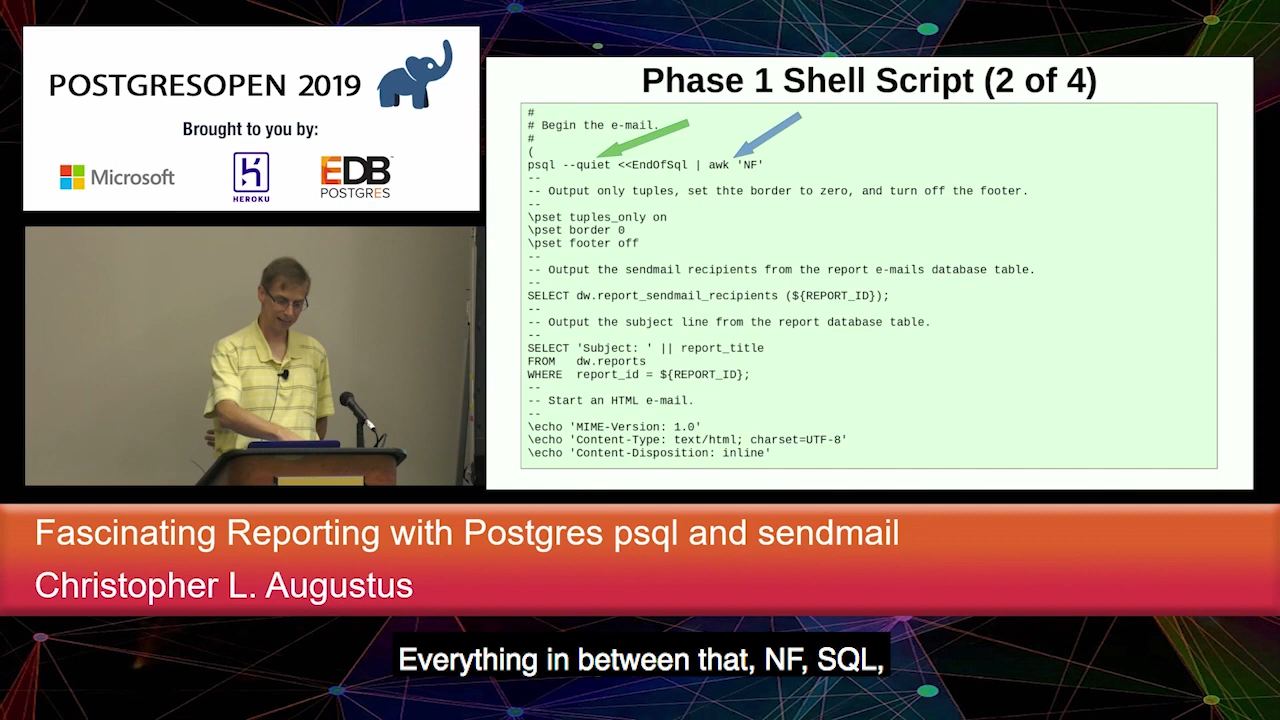 POSTGRESOPEN 2019
Brought to you by:
Microsoft
HEROKU
EDB
POSTGRES
Phase 1 Shell Script (2 of 4)
#
# Begin the e-mail.
#
(
psql --quiet <<EndOfSql | awk 'NF'
--
-- Output only tuples, set thte border to zero, and turn off the footer.
--
\pset tuples_only on
\pset border 0
\pset footer off
--
-- Output the sendmail recipients from the report e-mails database table.
--
SELECT dw.report_sendmail_recipients (${REPORT_ID});
--
-- Output the subject line from the report database table.
--
SELECT 'Subject: ' || report_title
FROM   dw.reports
WHERE  report_id = ${REPORT_ID};
--
-- Start an HTML e-mail.
--
\echo 'MIME-Version: 1.0'
\echo 'Content-Type: text/html; charset=UTF-8'
\echo 'Content-Disposition: inline'
Fascinating Reporting with Postgres psql and sendmail
Christopher L. Augustus
Everything in between that, NF, SQL,